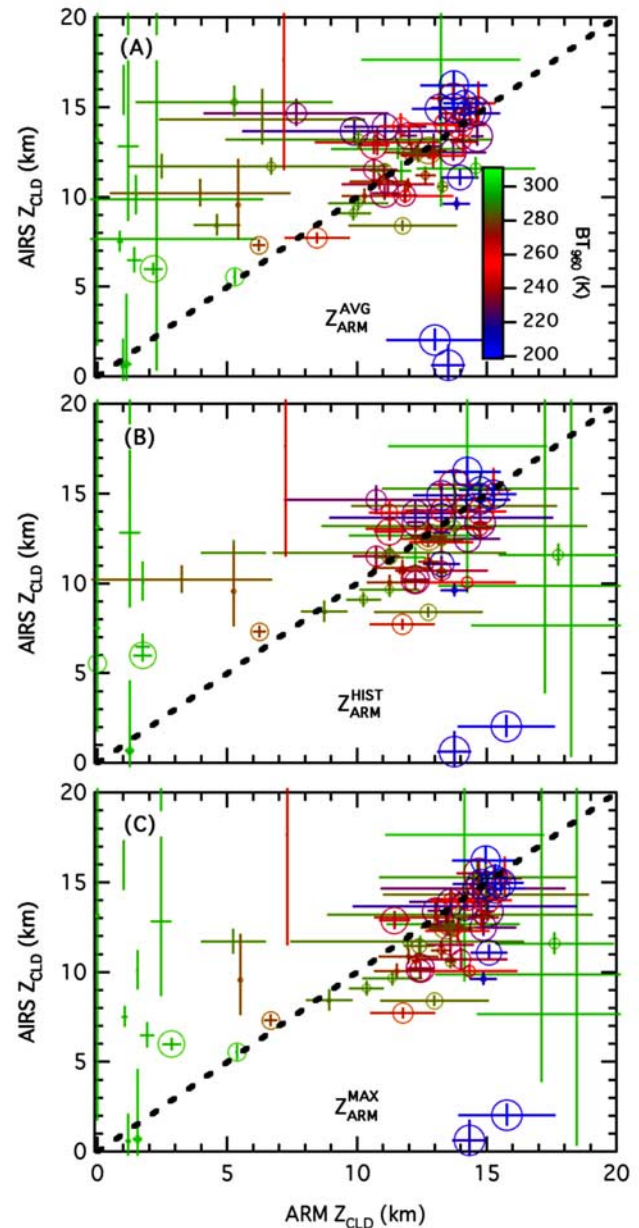 20
(A)
15
10
5
0
AIRS Z_CLD (km)
Z_ARM^AVG
300
280
260
240
220
200
BT_960 (K)
20
(B)
15
10
5
0
AIRS Z_CLD (km)
Z_ARM^HIST
20
(C)
15
10
5
0
AIRS Z_CLD (km)
Z_ARM^MAX
0 5 10 15 20
ARM Z_CLD (km)